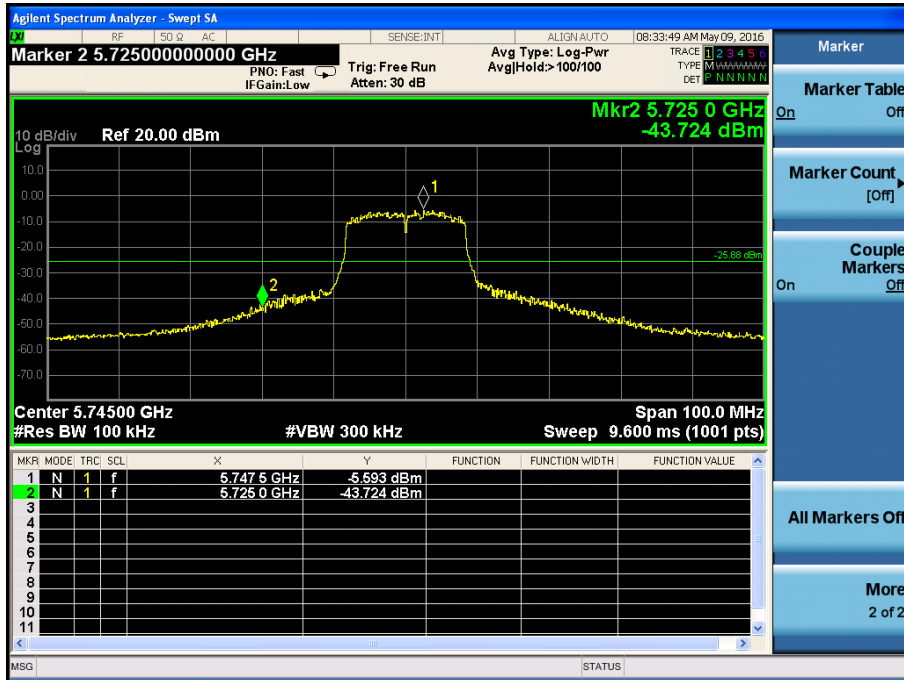 Agilent Spectrum Analyzer - Swept SA
LXI RF 50 Ω AC SENSE:INT ALIGN AUTO 08:33:49 AM May 09, 2016
Marker 2 5.725000000000 GHz
PNO: Fast
IFGain:Low
Trig: Free Run
Atten: 30 dB
Avg Type: Log-Pwr
Avg|Hold:> 100/100
TRACE 1 2 3 4 5 6
TYPE M
DET P N N N N N
Mkr2 5.725 0 GHz
-43.724 dBm
10 dB/div Ref 20.00 dBm
Log
10.0
0.00
-10.0
-20.0
-30.0
-40.0
-50.0
-60.0
-70.0
1
2
-25.88 dBm
Center 5.74500 GHz Span 100.0 MHz
#Res BW 100 kHz #VBW 300 kHz Sweep 9.600 ms (1001 pts)
MKR MODE TRC SCL X Y FUNCTION FUNCTION WIDTH FUNCTION VALUE
1 N 1 f 5.747 5 GHz -5.593 dBm
2 N 1 f 5.725 0 GHz -43.724 dBm
3
4
5
6
7
8
9
10
11
MSG STATUS
Marker
Marker Table
On Off
Marker Count
[Off]
Couple
Markers
On Off
All Markers Off
More
2 of 2